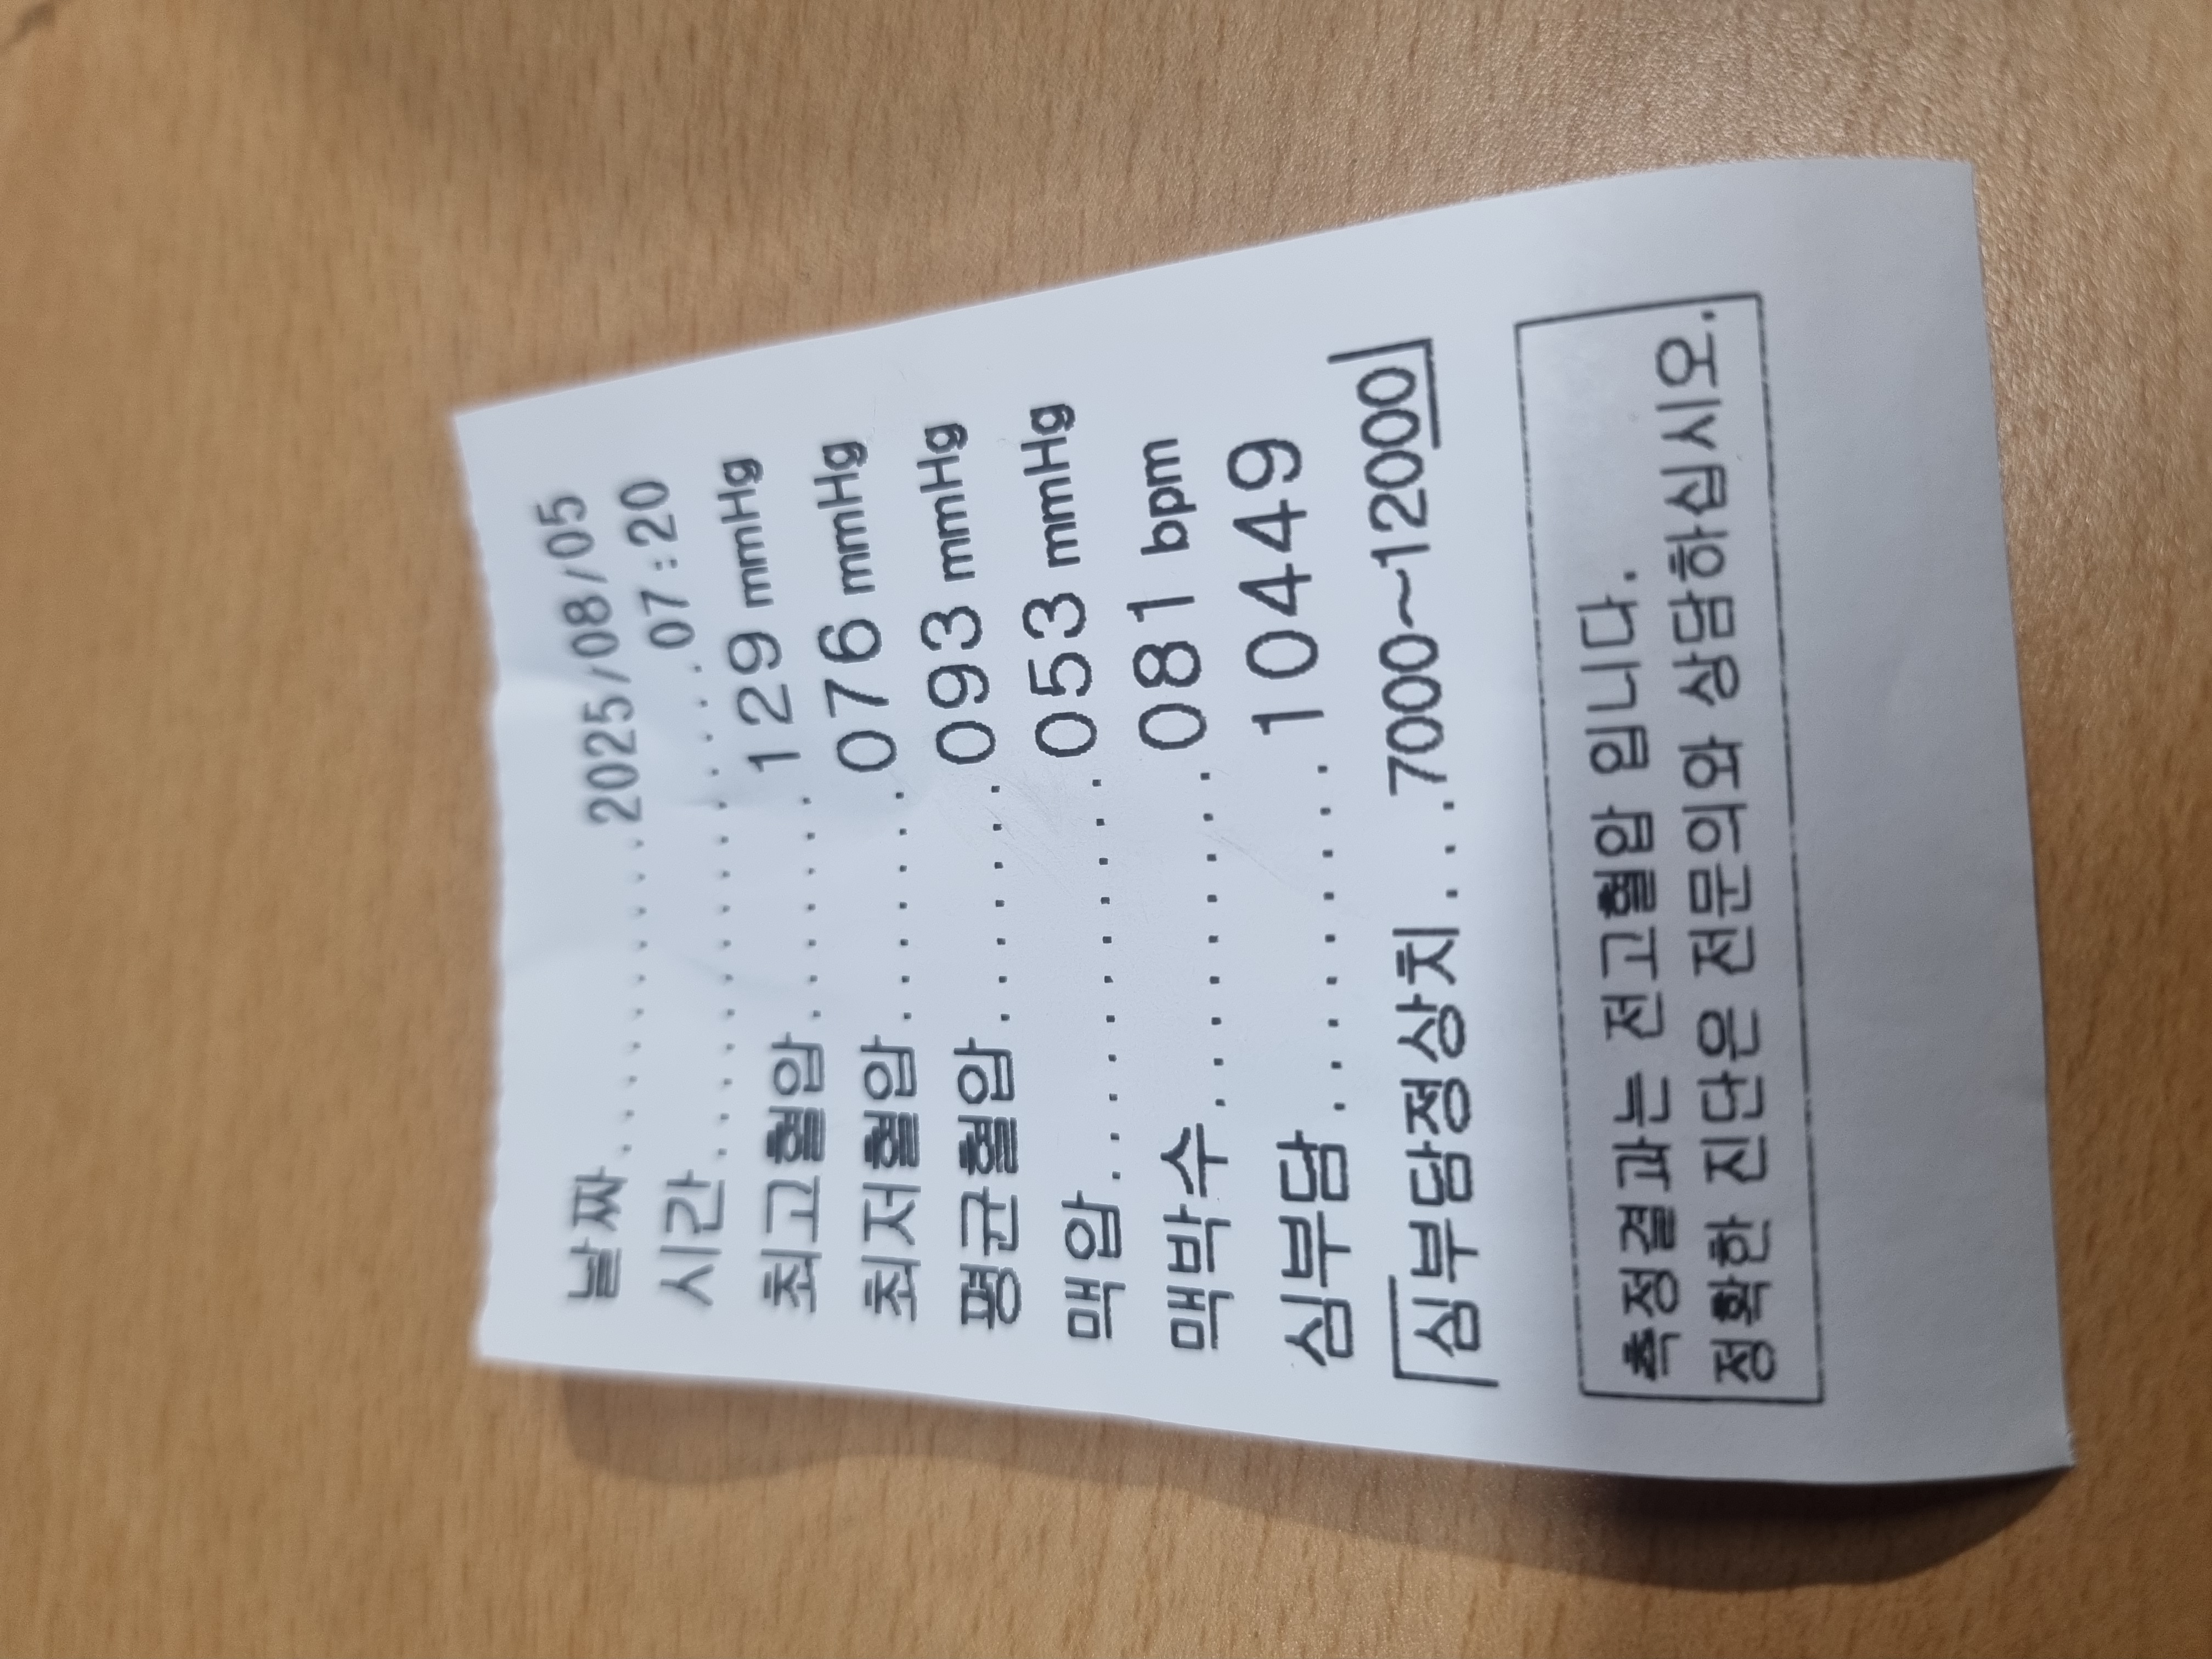 날짜............2025/08/05
시간...............07:20
최고혈압.......129 mmHg
최저혈압.......076 mmHg
평균혈압.......093 mmHg
맥압...........053 mmHg
맥박수.........081 bpm
심부담.........10449
심부담정상치...7000~12000
측정결과는 전고혈압 입니다.
정확한 진단은 전문의와 상담하십시오.